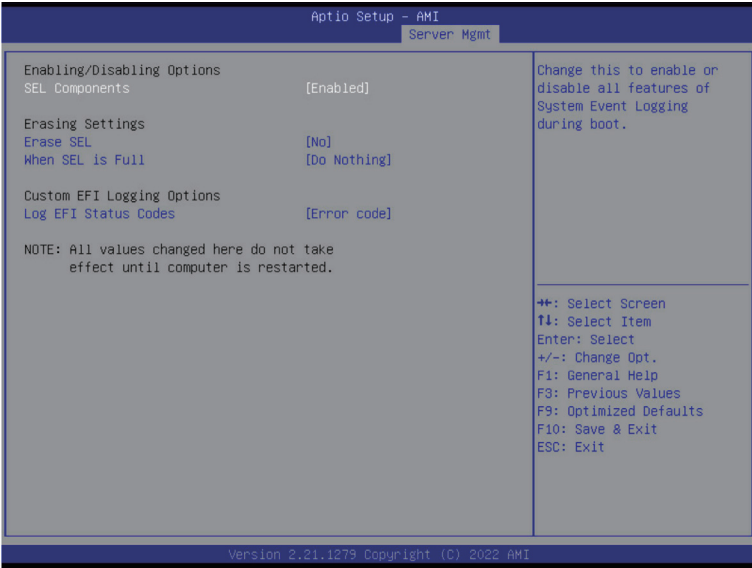 Aptio Setup – AMI
Server Mgmt
Enabling/Disabling Options
SEL Components [Enabled]
Erasing Settings
Erase SEL [No]
When SEL is Full [Do Nothing]
Custom EFI Logging Options
Log EFI Status Codes [Error code]
NOTE: All values changed here do not take
effect until computer is restarted.
Change this to enable or
disable all features of
System Event Logging
during boot.
→←: Select Screen
↑↓: Select Item
Enter: Select
+/-: Change Opt.
F1: General Help
F3: Previous Values
F9: Optimized Defaults
F10: Save & Exit
ESC: Exit
Version 2.21.1279 Copyright (C) 2022 AMI